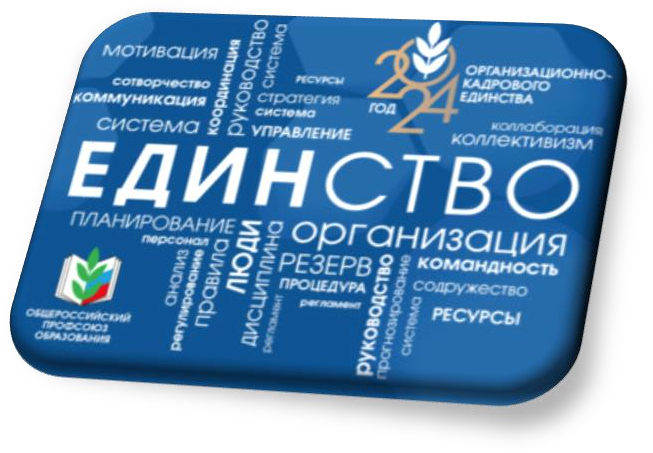 МОТИВАЦИЯ
СОТВОРЧЕСТВО
КОММУНИКАЦИЯ
СИСТЕМА
КООРДИНАЦИЯ
РУКОВОДСТВО
СИСТЕМА
РЕСУРСЫ
СТРАТЕГИЯ
СИСТЕМА
УПРАВЛЕНИЕ
2024
ГОД
ОРГАНИЗАЦИОННО-
КАДРОВОГО
ЕДИНСТВА
коллаборация
КОЛЛЕКТИВИЗМ
ЕДИНСТВО
ПЛАНИРОВАНИЕ
персонал
анализ
регулирование
правила
ЛЮДИ
ДИСЦИПЛИНА
регламент
ОРГАНИЗАЦИЯ
РЕЗЕРВ
ПРОЦЕДУРА
регламент
РУКОВОДСТВО
прогнозирование
система
КОМАНДНОСТЬ
СОДРУЖЕСТВО
РЕСУРСЫ
ОБЩЕРОССИЙСКИЙ
ПРОФСОЮЗ
ОБРАЗОВАНИЯ